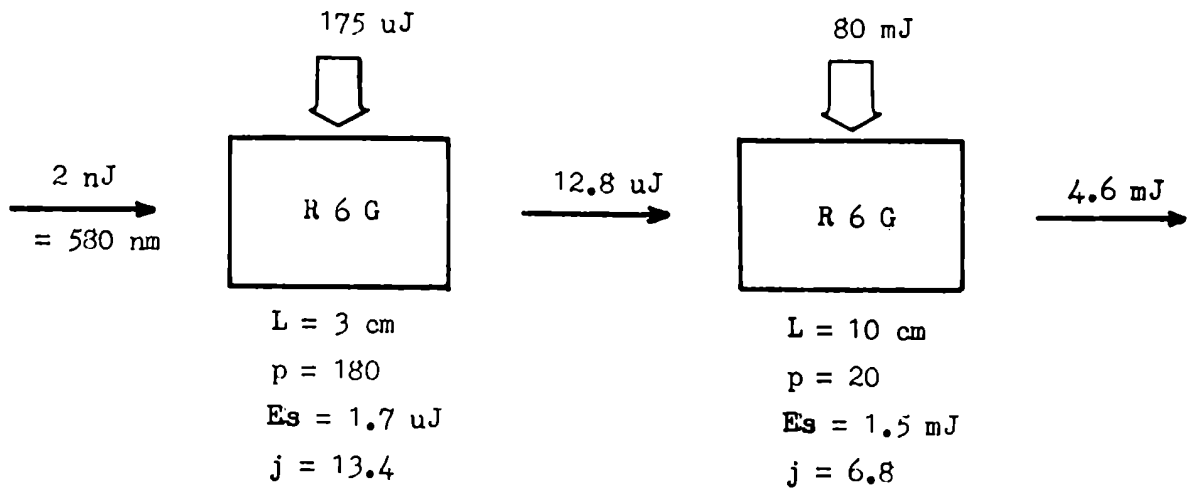 175 uJ
80 mJ
2 nJ
= 580 nm
R 6 G
12.8 uJ
R 6 G
4.6 mJ
L = 3 cm
p = 180
Es = 1.7 uJ
j = 13.4
L = 10 cm
p = 20
Es = 1.5 mJ
j = 6.8